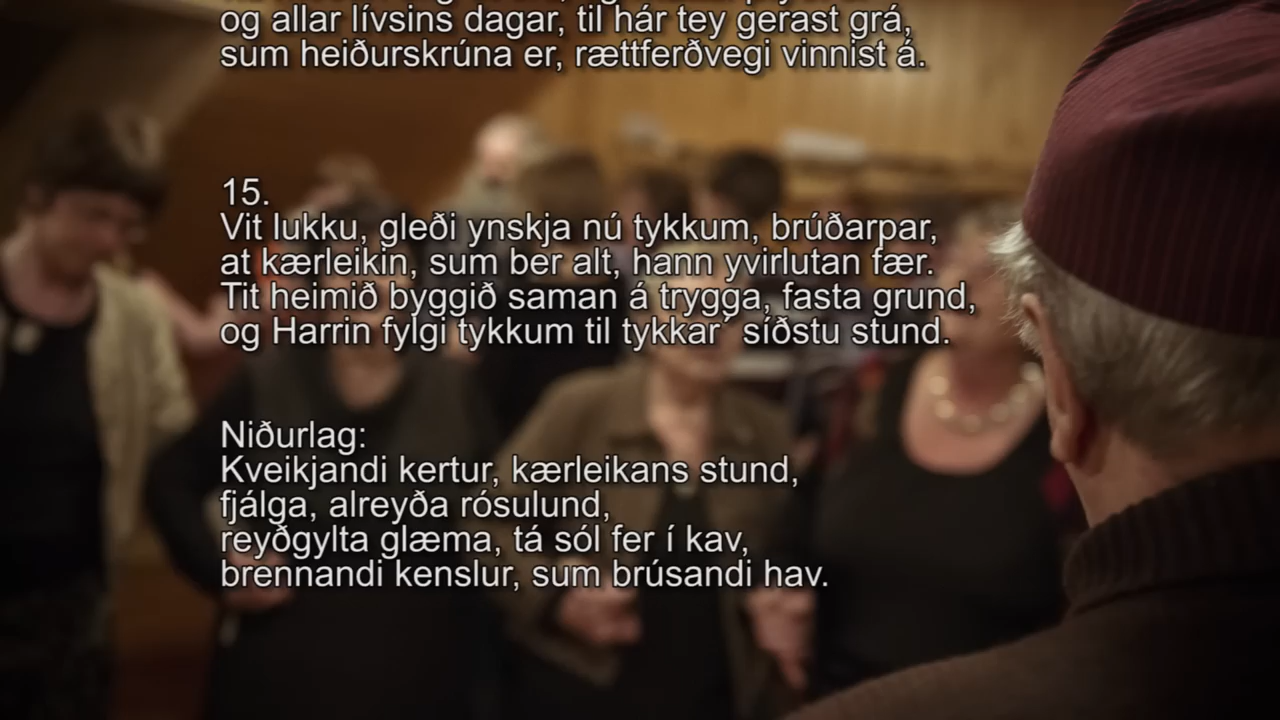 og allar lívsins dagar, til hár tey gerast grá,
sum heiðurskrúna er, rættferðvegi vinnist á.
15.
Vit lukku, gleði ynskja nú tykkum, brúðarpar,
at kærleikin, sum ber alt, hann yvirlutan fær.
Tit heimið byggið saman á trygga, fasta grund,
og Harrin fylgi tykkum til tykkar´ síðstu stund.
Niðurlag:
Kveikjandi kertur, kærleikans stund,
fjálga, alreyða rósulund,
reyðgylta glæma, tá sól fer í kav,
brennandi kenslur, sum brúsandi hav.